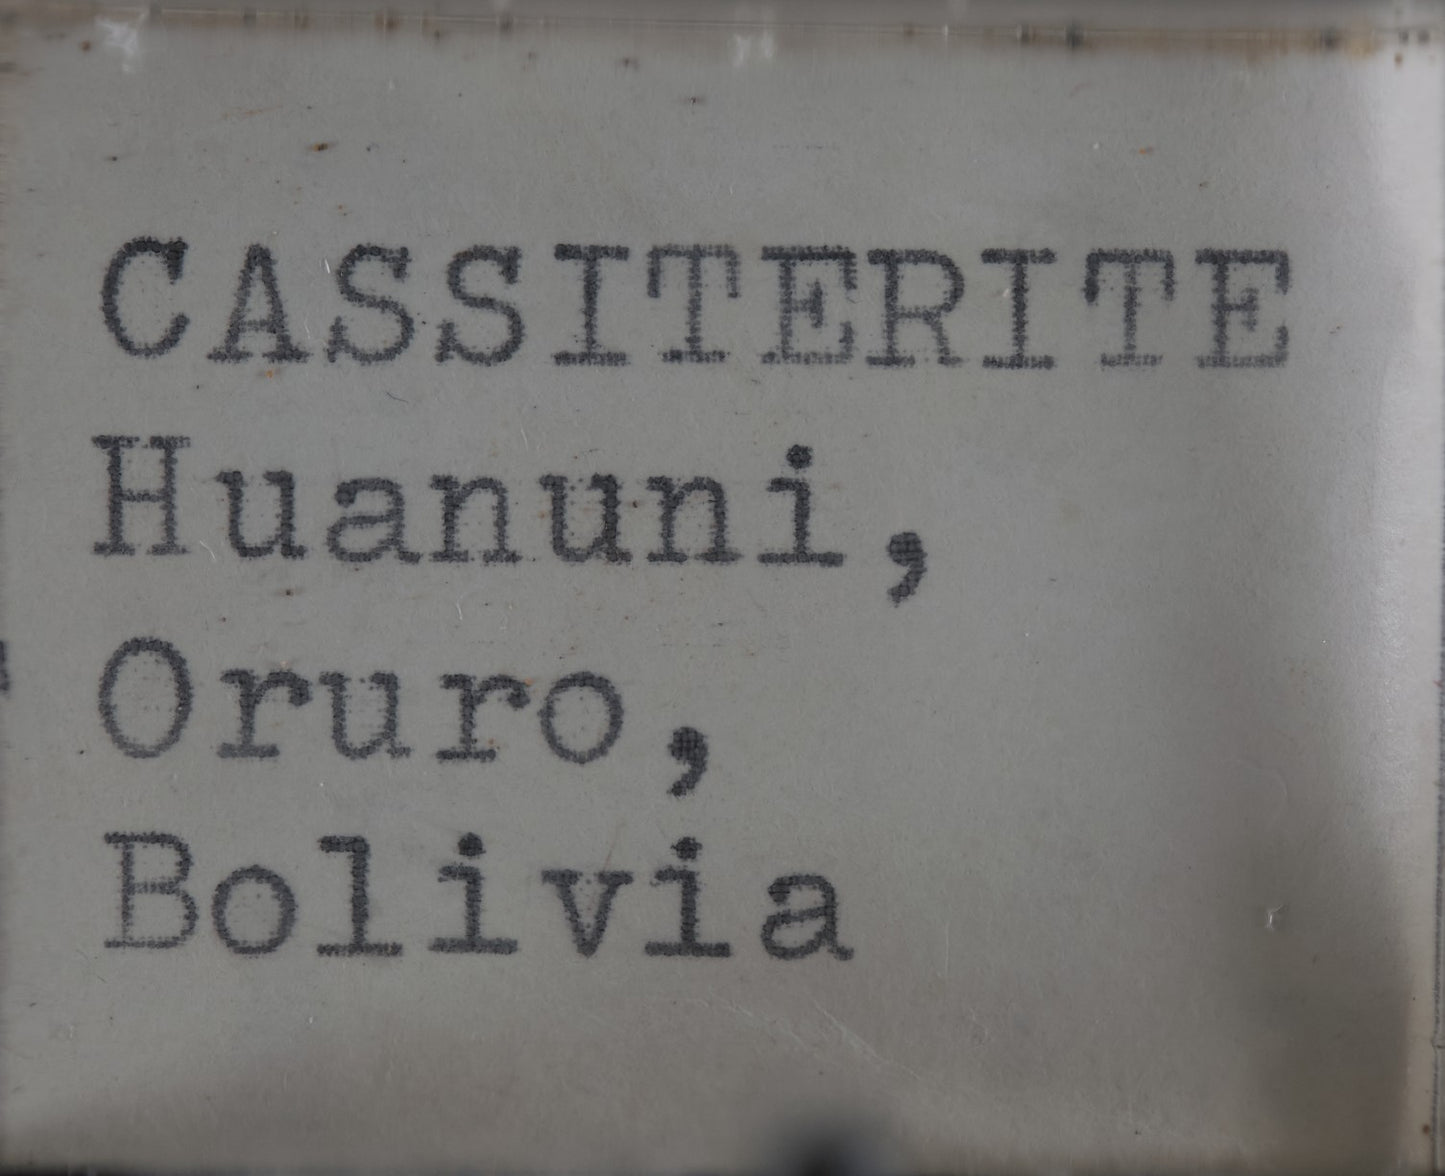 CASSITERITE
Huanuni,
Oruro,
Bolivia